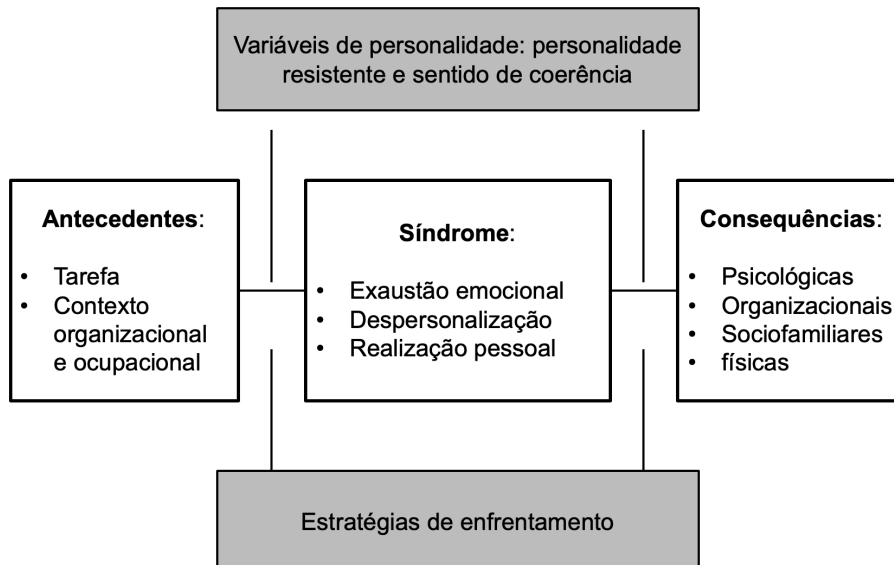 Variáveis de personalidade: personalidade
resistente e sentido de coerência
Antecedentes:
• Tarefa
• Contexto
organizacional
e ocupacional
Síndrome:
• Exaustão emocional
• Despersonalização
• Realização pessoal
Consequências:
• Psicológicas
• Organizacionais
• Sociofamiliares
• físicas
Estratégias de enfrentamento